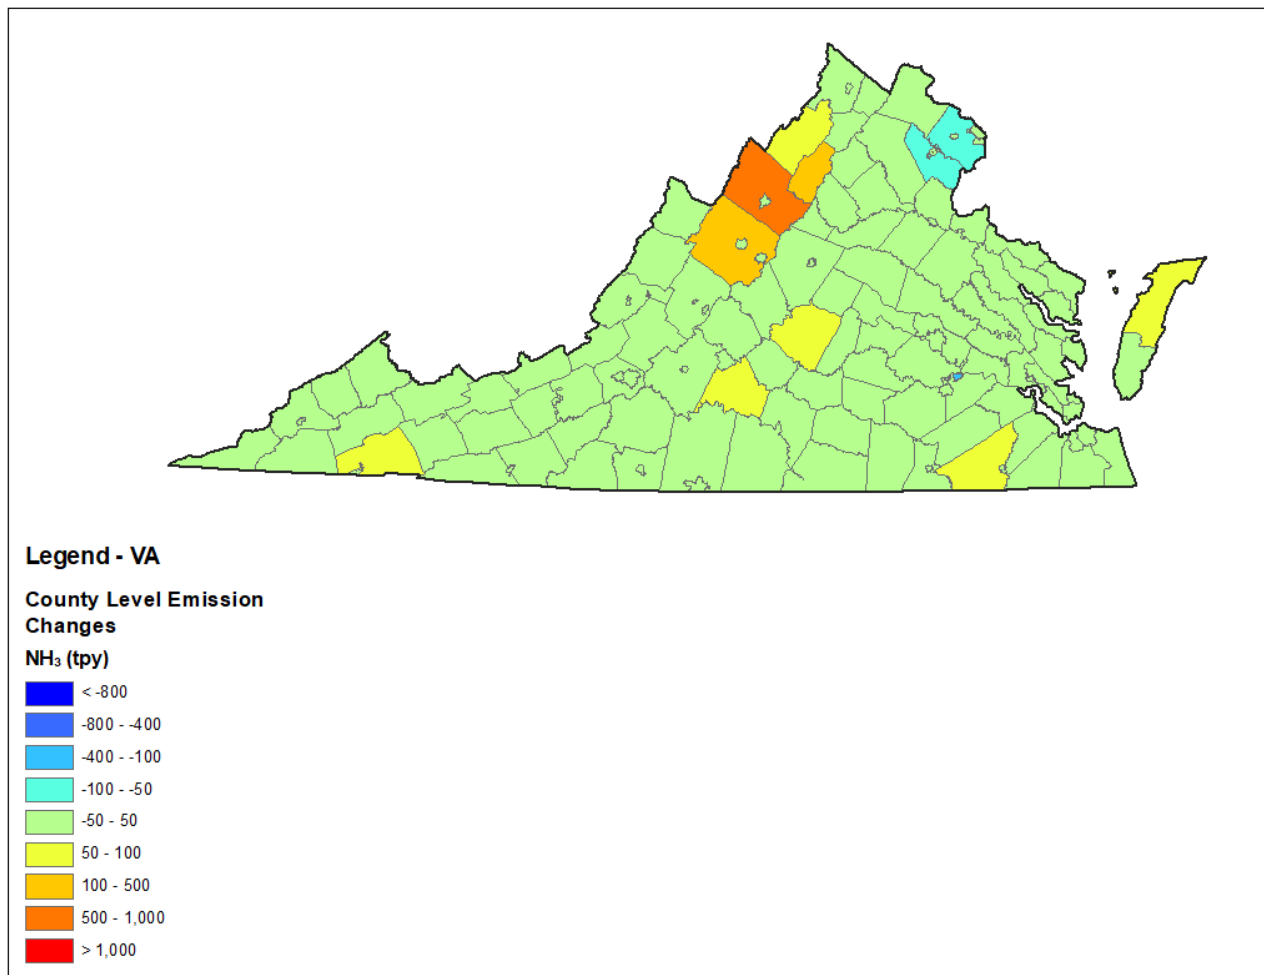 Legend - VA
County Level Emission
Changes
NH₃ (tpy)
< -800
-800 - -400
-400 - -100
-100 - -50
-50 - 50
50 - 100
100 - 500
500 - 1,000
> 1,000